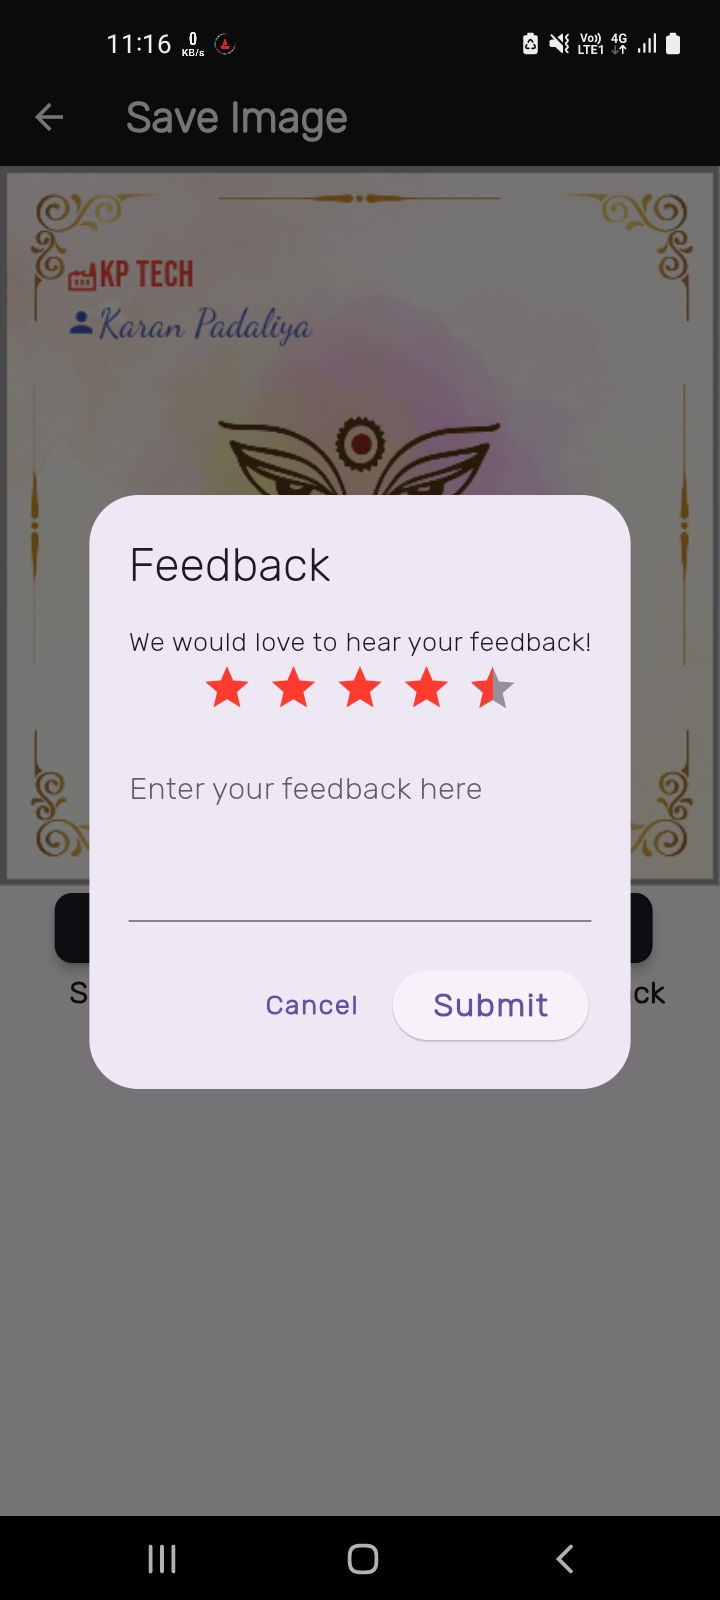 11:16 0 KB/s Vo)) LTE1 4G
Save Image
KP TECH
Karan Padaliya
Feedback
We would love to hear your feedback!
Enter your feedback here
Cancel Submit
S ck